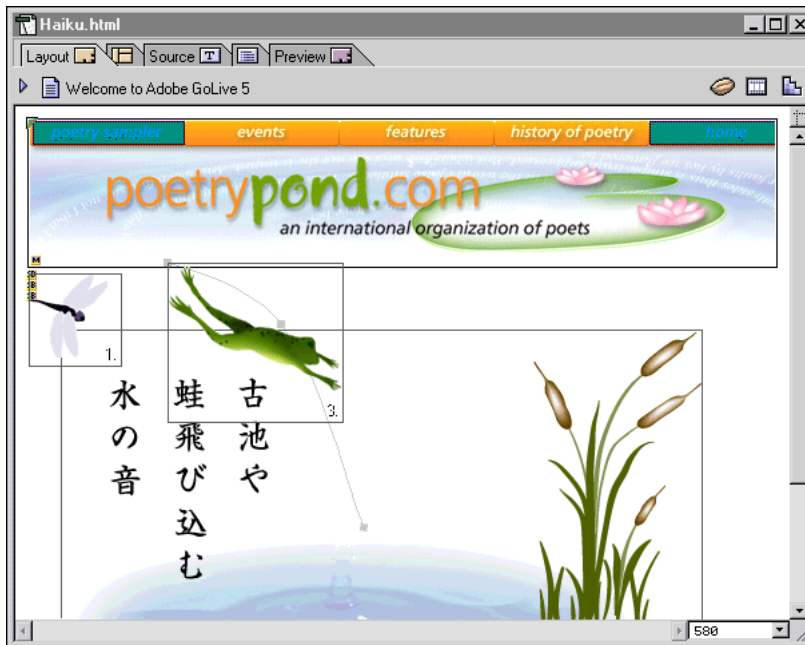 Haiku.html
Layout
Source
Preview
Welcome to Adobe GoLive 5
poetry sampler
events
features
history of poetry
home
poetrypond.com
an international organization of poets
M
1.
3.
古池や
蛙飛び込む
水の音
580